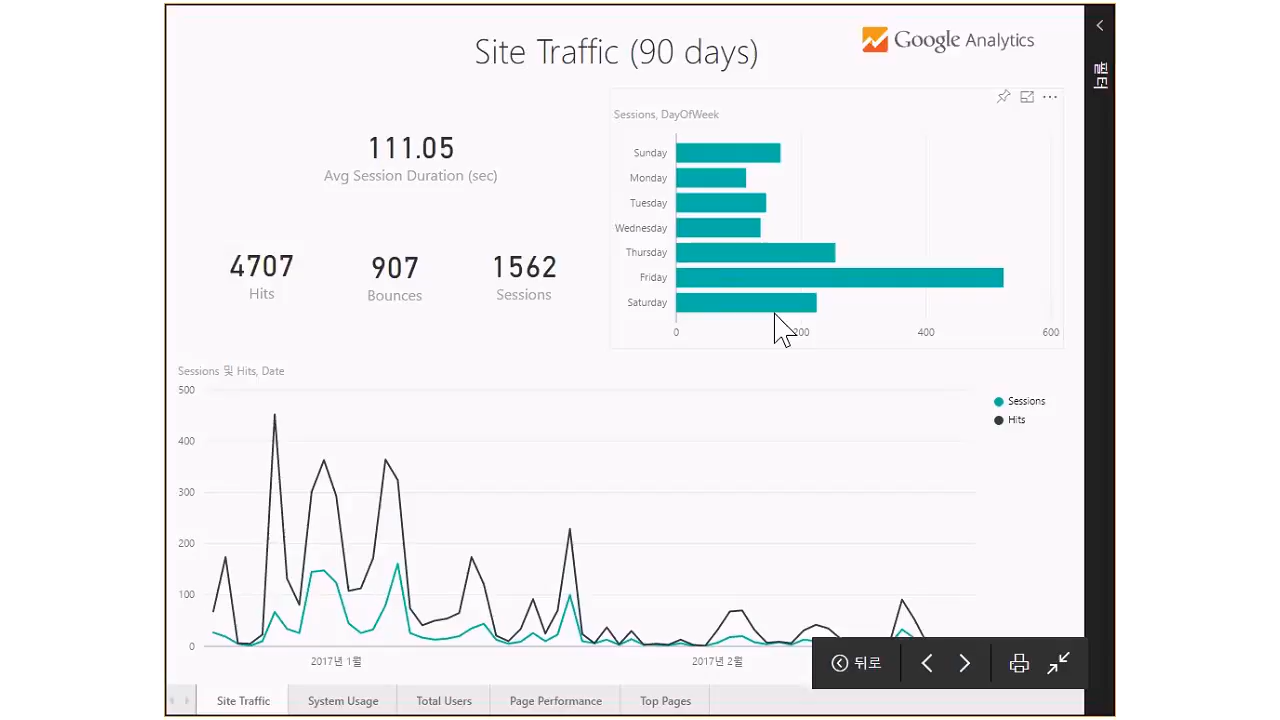 Site Traffic (90 days)
Google Analytics
필터
111.05
Avg Session Duration (sec)
4707
Hits
907
Bounces
1562
Sessions
Sessions, DayOfWeek
Sunday
Monday
Tuesday
Wednesday
Thursday
Friday
Saturday
0 200 400 600
Sessions 및 Hits, Date
500
400
300
200
100
0
2017년 1월 2017년 2월
Sessions
Hits
뒤로
Site Traffic System Usage Total Users Page Performance Top Pages